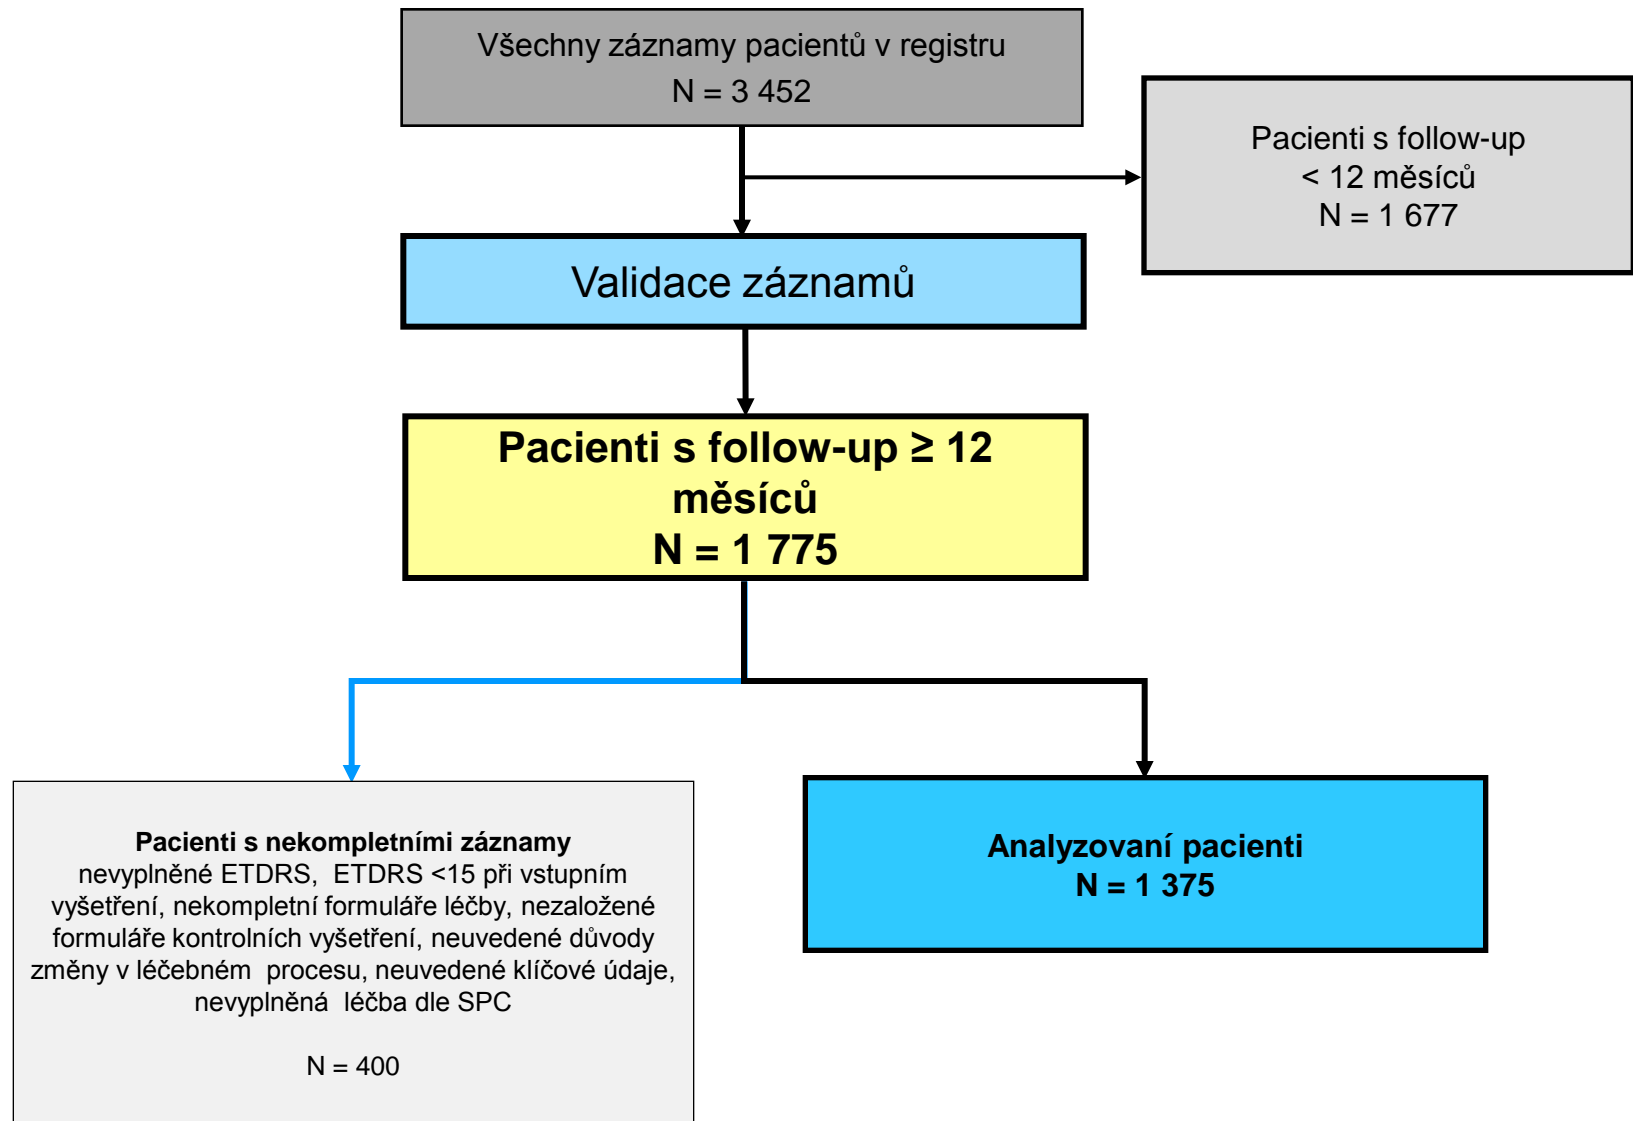 Všechny záznamy pacientů v registru
N = 3 452
Pacienti s follow-up
< 12 měsíců
N = 1 677
Validace záznamů
Pacienti s follow-up ≥ 12
měsíců
N = 1 775
Pacienti s nekompletními záznamy
nevyplněné ETDRS, ETDRS <15 při vstupním
vyšetření, nekompletní formuláře léčby, nezaložené
formuláře kontrolních vyšetření, neuvedené důvody
změny v léčebném procesu, neuvedené klíčové údaje,
nevyplněná léčba dle SPC
N = 400
Analyzovaní pacienti
N = 1 375